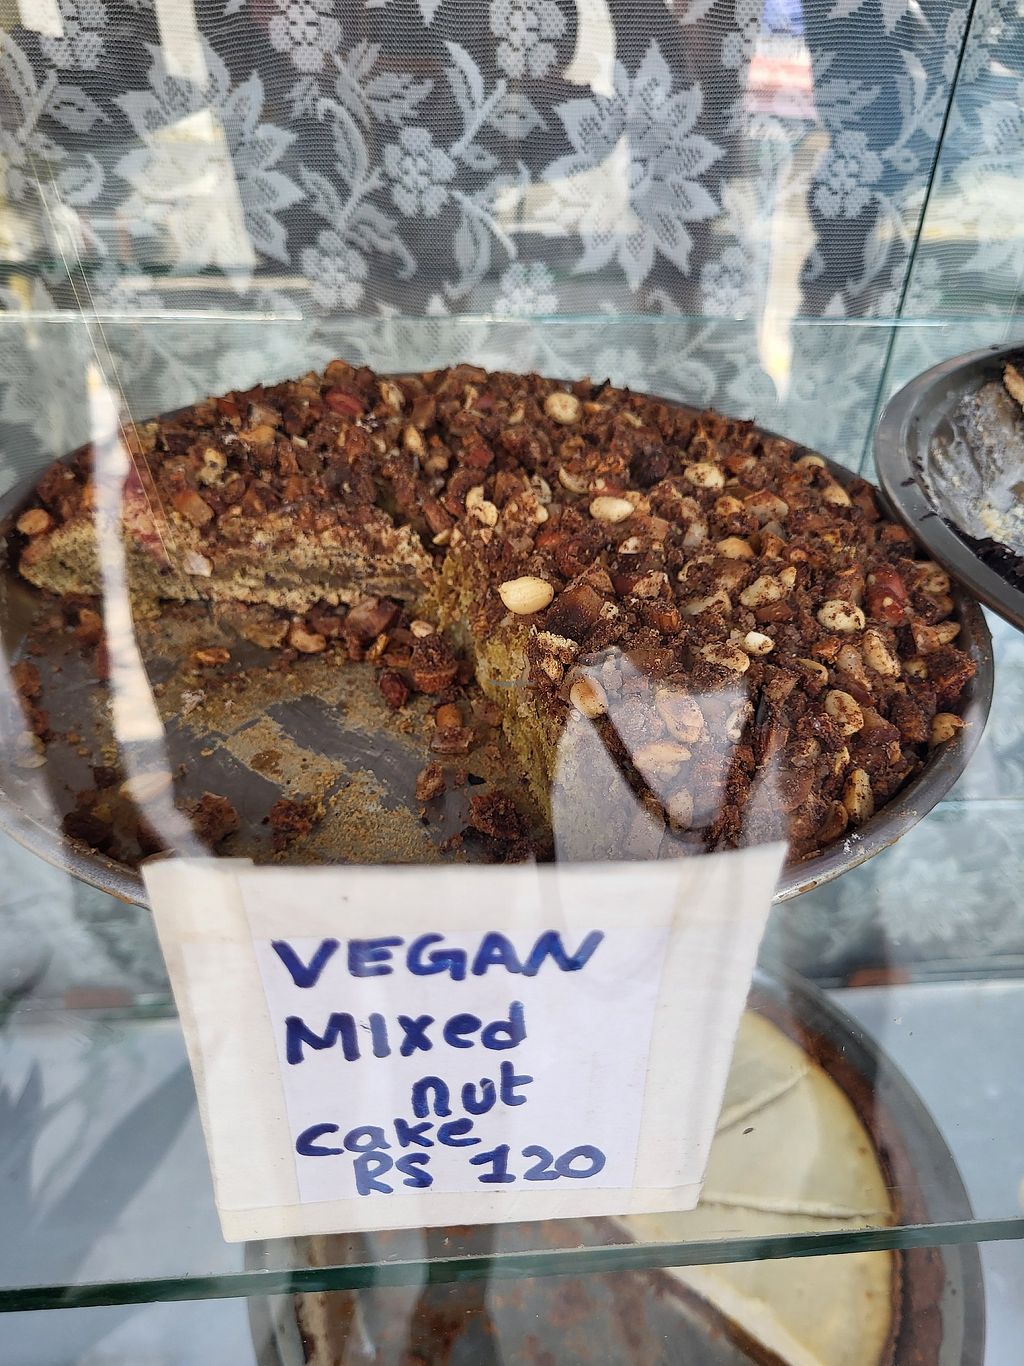 VEGAN
Mixed
nut
cake
RS 120